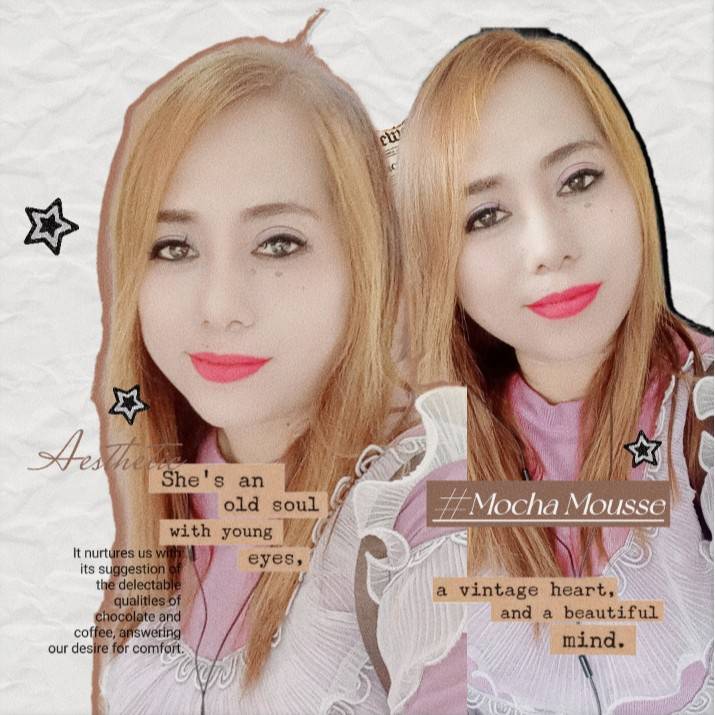 Aesthetic
She's an
old soul
with young
eyes,
It nurtures us with
its suggestion of
the delectable
qualities of
chocolate and
coffee, answering
our desire for comfort.
#Mocha Mousse
a vintage heart,
and a beautiful
mind.